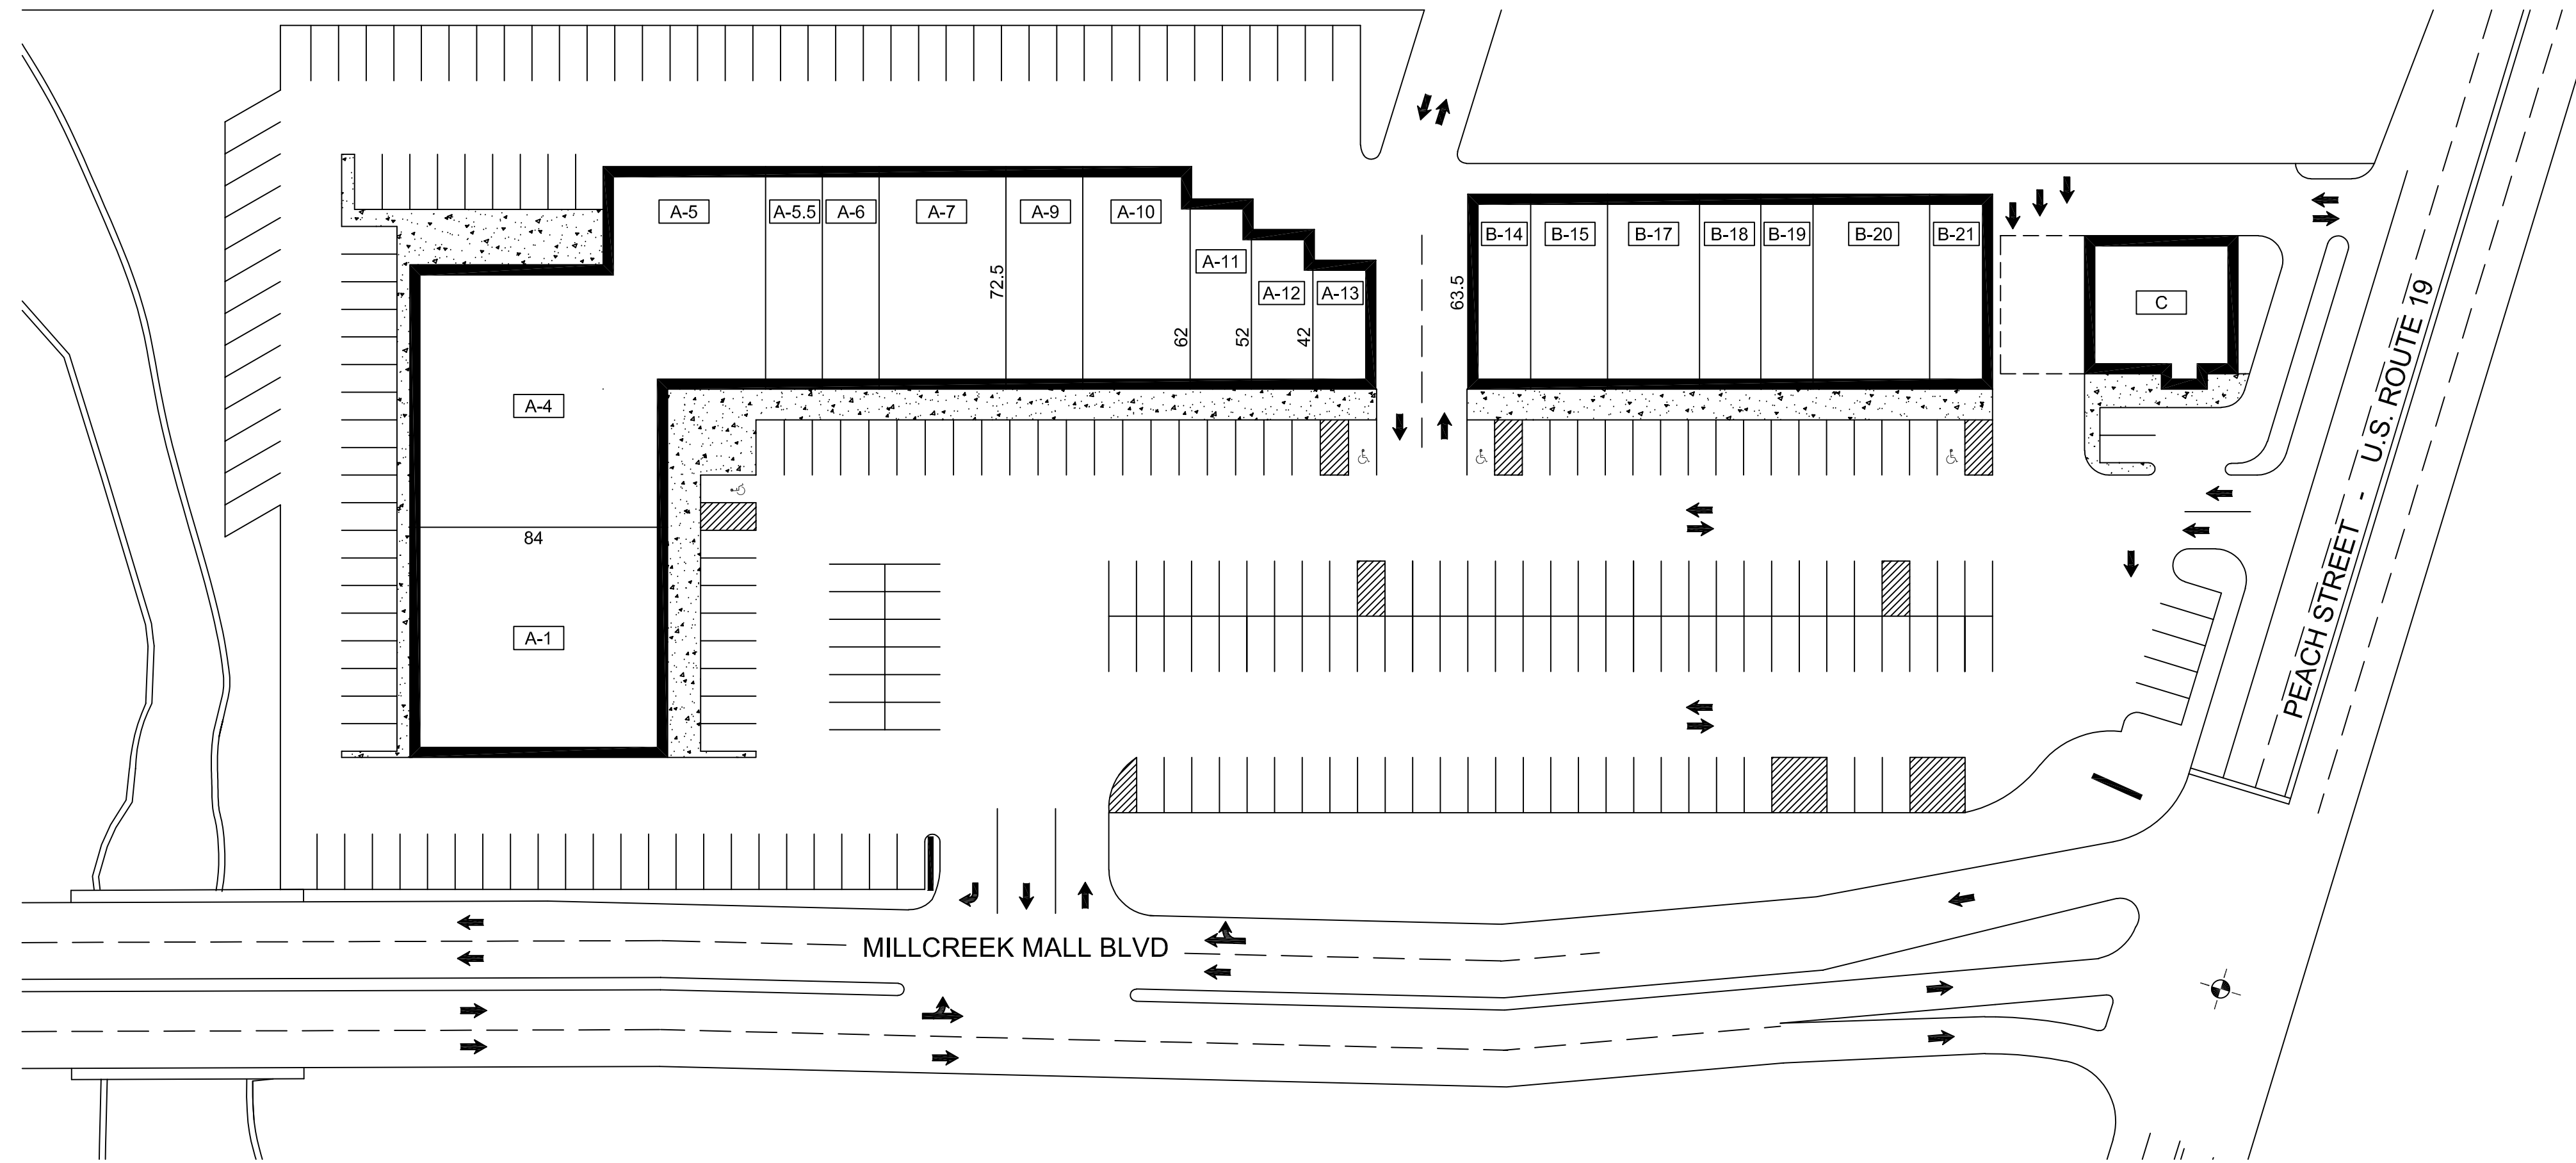 A-5
A-5.5
A-6
A-7
A-9
A-10
A-11
A-12
A-13
72.5
62
52
42
A-4
84
A-1
B-14
B-15
B-17
B-18
B-19
B-20
B-21
63.5
C
PEACH STREET - U.S. ROUTE 19
MILLCREEK MALL BLVD